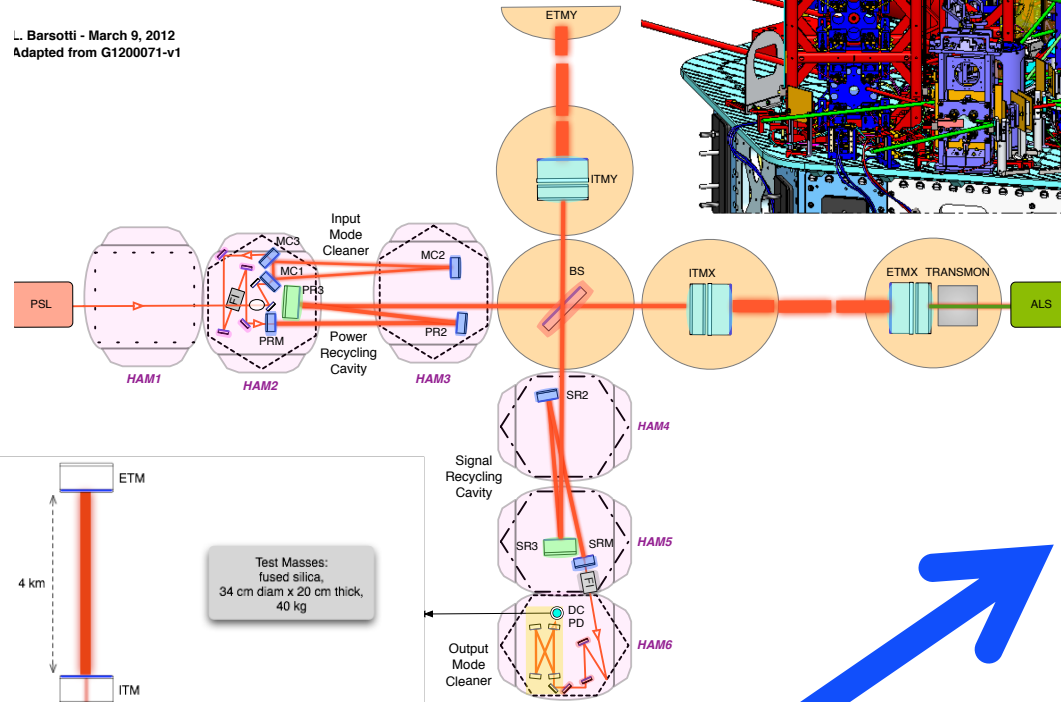 L. Barsotti - March 9, 2012
Adapted from G1200071-v1
ETMY
ITMY
Input
Mode
Cleaner
MC3
MC1
MC2
PR3
FI
PSL
PRM
PR2
Power
Recycling
Cavity
HAM1
HAM2
HAM3
BS
ITMX
ETMX
TRANSMON
ALS
SR2
HAM4
Signal
Recycling
Cavity
SR3
SRM
HAM5
FI
DC
PD
HAM6
Output
Mode
Cleaner
ETM
4 km
ITM
Test Masses:
fused silica,
34 cm diam x 20 cm thick,
40 kg